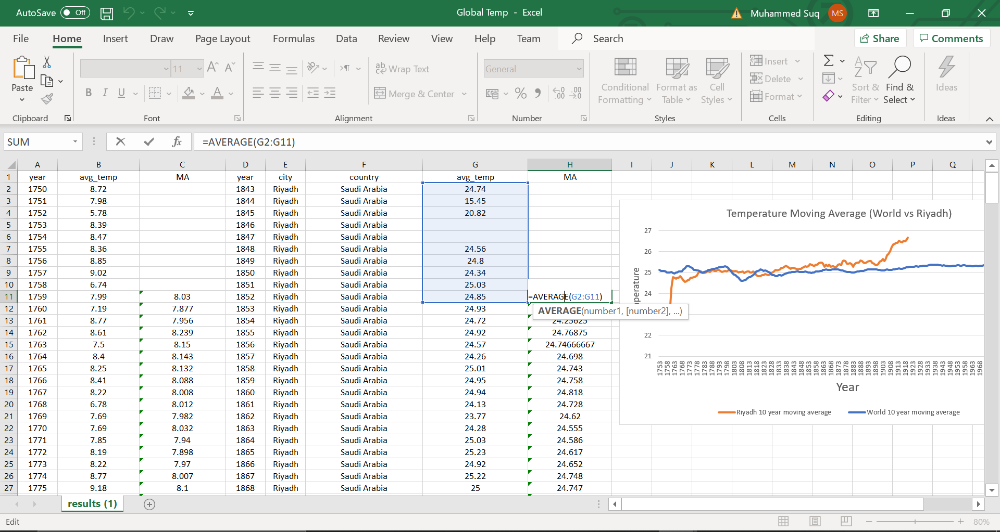 AutoSave Off
Global Temp - Excel
Muhammed Suq MS
File Home Insert Draw Page Layout Formulas Data Review View Help Team Search Share Comments
Paste
Clipboard
11
B I U A
Font
ab Wrap Text
Merge & Center
Alignment
General
% .00 .00
Number
Conditional Formatting
Format as Table
Cell Styles
Styles
Insert
Delete
Format
Cells
Sort & Filter
Find & Select
Editing
Ideas
Ideas
SUM fx =AVERAGE(G2:G11)
A B C D E F G H I J K L M N O P Q
1 year avg_temp MA year city country avg_temp MA
2 1750 8.72 1843 Riyadh Saudi Arabia 24.74
3 1751 7.98 1844 Riyadh Saudi Arabia 15.45
4 1752 5.78 1845 Riyadh Saudi Arabia 20.82
5 1753 8.39 1846 Riyadh Saudi Arabia
6 1754 8.47 1847 Riyadh Saudi Arabia
7 1755 8.36 1848 Riyadh Saudi Arabia 24.56
8 1756 8.85 1849 Riyadh Saudi Arabia 24.8
9 1757 9.02 1850 Riyadh Saudi Arabia 24.34
10 1758 6.74 1851 Riyadh Saudi Arabia 25.03
11 1759 7.99 8.03 1852 Riyadh Saudi Arabia 24.85 =AVERAGE(G2:G11)
12 1760 7.19 7.877 1853 Riyadh Saudi Arabia 24.93
AVERAGE(number1, [number2], ...)
13 1761 8.77 7.956 1854 Riyadh Saudi Arabia 24.72 24.25625
14 1762 8.61 8.239 1855 Riyadh Saudi Arabia 24.92 24.76875
15 1763 7.5 8.15 1856 Riyadh Saudi Arabia 24.57 24.74666667
16 1764 8.4 8.143 1857 Riyadh Saudi Arabia 24.26 24.698
17 1765 8.25 8.132 1858 Riyadh Saudi Arabia 25.01 24.743
18 1766 8.41 8.088 1859 Riyadh Saudi Arabia 24.95 24.758
19 1767 8.22 8.008 1860 Riyadh Saudi Arabia 24.94 24.818
20 1768 6.78 8.012 1861 Riyadh Saudi Arabia 24.13 24.728
21 1769 7.69 7.982 1862 Riyadh Saudi Arabia 23.77 24.62
22 1770 7.69 8.032 1863 Riyadh Saudi Arabia 24.28 24.555
23 1771 7.85 7.94 1864 Riyadh Saudi Arabia 25.03 24.586
24 1772 8.19 7.898 1865 Riyadh Saudi Arabia 25.23 24.617
25 1773 8.22 7.97 1866 Riyadh Saudi Arabia 24.92 24.652
26 1774 8.77 8.007 1867 Riyadh Saudi Arabia 25.22 24.748
27 1775 9.18 8.1 1868 Riyadh Saudi Arabia 25 24.747
Temperature Moving Average (World vs Riyadh)
perature
27
26
25
24
22
21
1753 1758 1763 1768 1773 1778 1783 1788 1793 1798 1803 1808 1813 1818 1823 1828 1833 1838 1843 1848 1853 1858 1863 1868 1873 1878 1883 1888 1893 1898 1903 1908 1913 1918 1923 1928 1933 1938 1943 1948 1953 1958 1963 1968
Year
Riyadh 10 year moving average World 10 year moving average
results (1)
Edit 80%